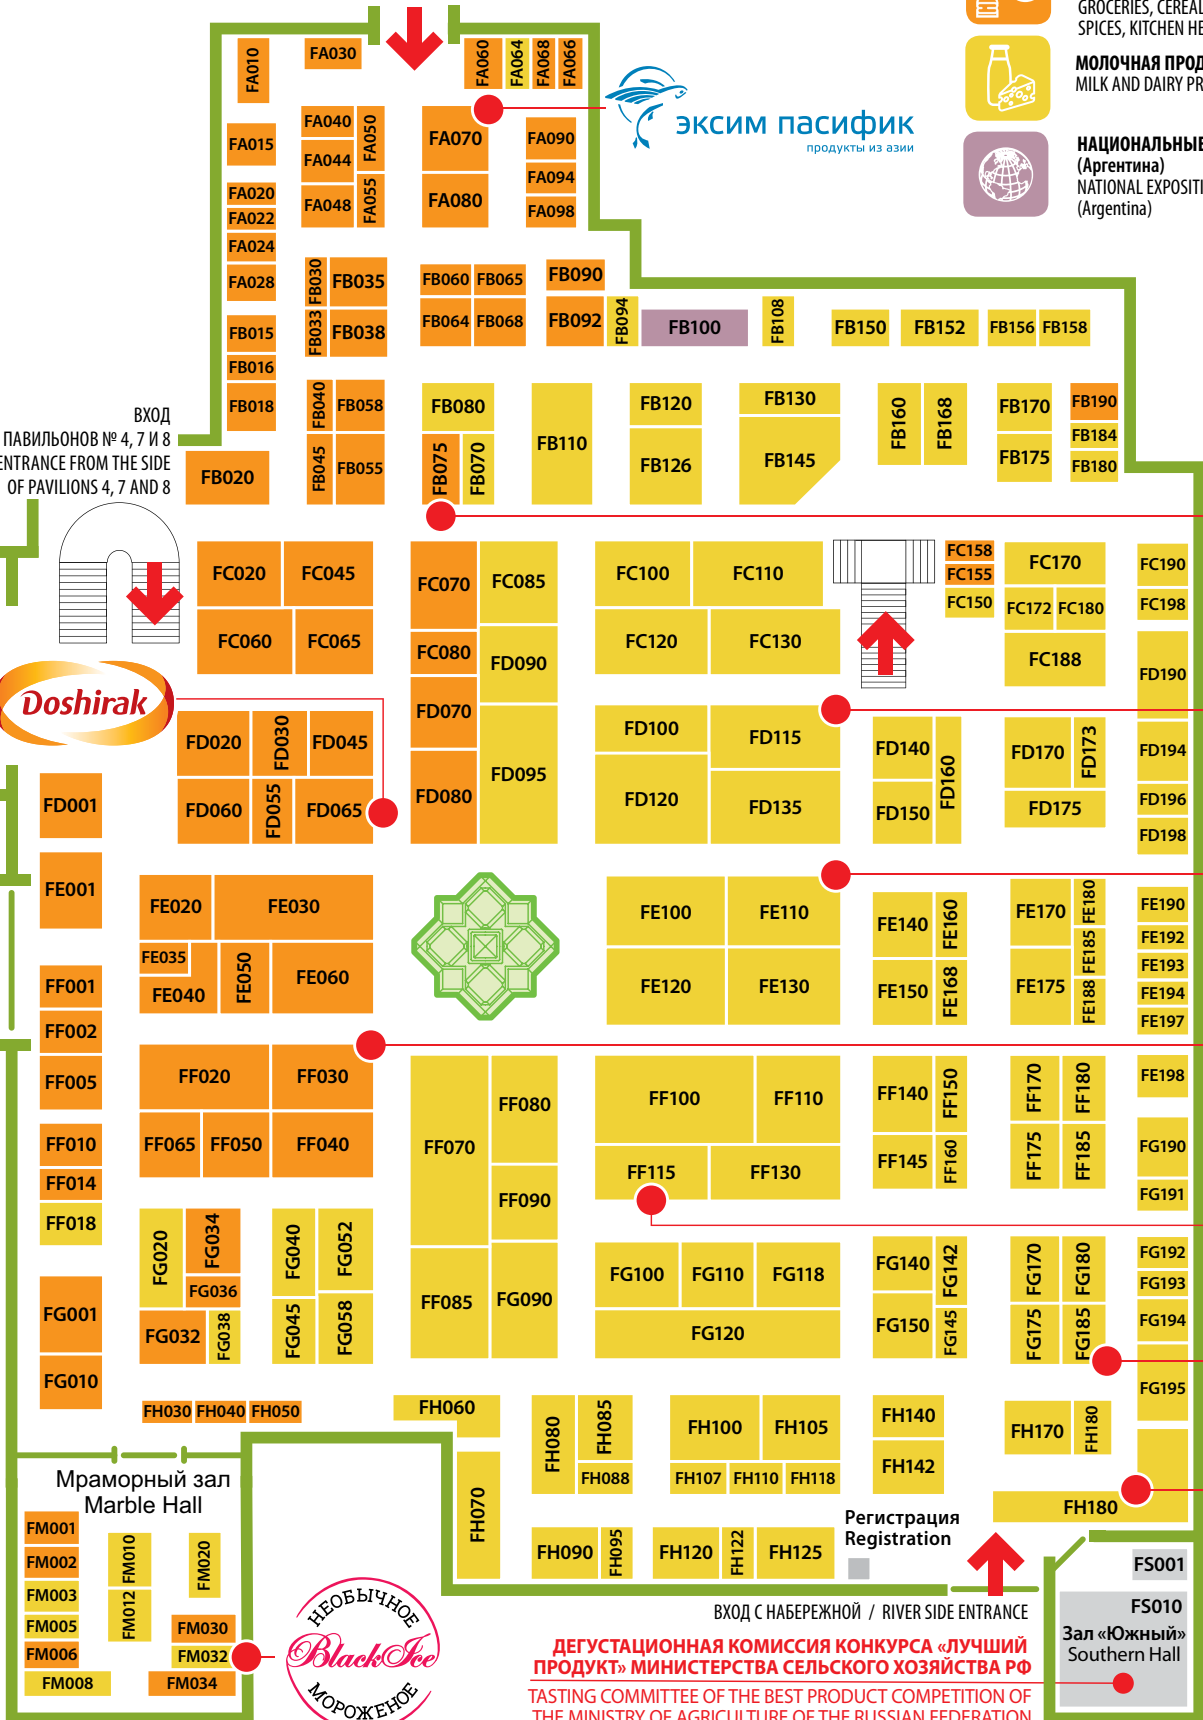 GROCERIES, CEREAL
SPICES, KITCHEN HE
МОЛОЧНАЯ ПРОД
MILK AND DAIRY PR
НАЦИОНАЛЬНЫЕ
(Аргентина)
NATIONAL EXPOSITI
(Argentina)
эксим пасифик
продукты из азии
FA010
FA030
FA060
FA064
FA068
FA066
FA015
FA040
FA050
FA070
FA090
FA044
FA020
FA048
FA055
FA080
FA094
FA022
FA098
FA024
FA028
FB030
FB035
FB060
FB065
FB090
FB015
FB033
FB038
FB064
FB068
FB092
FB094
FB100
FB108
FB150
FB152
FB156
FB158
FB016
FB018
FB040
FB058
FB080
FB110
FB120
FB130
FB160
FB168
FB170
FB190
FB184
FB020
FB045
FB055
FB075
FB070
FB126
FB145
FB175
FB180
ВХОД
ПАВИЛЬОНОВ № 4, 7 И 8
ENTRANCE FROM THE SIDE
OF PAVILIONS 4, 7 AND 8
FC020
FC045
FC070
FC085
FC100
FC110
FC158
FC155
FC150
FC170
FC190
FC172
FC180
FC198
FC060
FC065
FC080
FD090
FC120
FC130
FC188
FD190
Doshirak
FD020
FD030
FD045
FD070
FD095
FD100
FD115
FD140
FD160
FD170
FD173
FD194
FD001
FD060
FD055
FD065
FD080
FD120
FD135
FD150
FD175
FD196
FD198
FE001
FE020
FE030
FE100
FE110
FE140
FE160
FE170
FE180
FE190
FE192
FE035
FE040
FE050
FE060
FE120
FE130
FE150
FE168
FE175
FE185
FE188
FE193
FE194
FE197
FF001
FF002
FF005
FF020
FF030
FF070
FF080
FF100
FF110
FF140
FF150
FF170
FF180
FE198
FF010
FF065
FF050
FF040
FF090
FF115
FF130
FF145
FF160
FF175
FF185
FG190
FF014
FG191
FF018
FG020
FG034
FG040
FG052
FF085
FG090
FG100
FG110
FG118
FG140
FG142
FG170
FG180
FG192
FG193
FG001
FG036
FG032
FG038
FG045
FG058
FG120
FG150
FG145
FG175
FG185
FG194
FG010
FG195
FH030
FH040
FH050
FH060
FH080
FH085
FH100
FH105
FH140
FH170
FH180
FH070
FH088
FH107
FH110
FH118
FH142
FH180
FH090
FH095
FH120
FH122
FH125
Регистрация
Registration
Мраморный зал
Marble Hall
FM001
FM002
FM003
FM005
FM006
FM008
FM010
FM012
FM020
FM030
FM032
FM034
НЕОБЫЧНОЕ
BlackIce
МОРОЖЕНОЕ
ВХОД С НАБЕРЕЖНОЙ / RIVER SIDE ENTRANCE
FS001
FS010
Зал «Южный»
Southern Hall
ДЕГУСТАЦИОННАЯ КОМИССИЯ КОНКУРСА «ЛУЧШИЙ
ПРОДУКТ» МИНИСТЕРСТВА СЕЛЬСКОГО ХОЗЯЙСТВА РФ
TASTING COMMITTEE OF THE BEST PRODUCT COMPETITION OF
THE MINISTRY OF AGRICULTURE OF THE RUSSIAN FEDERATION